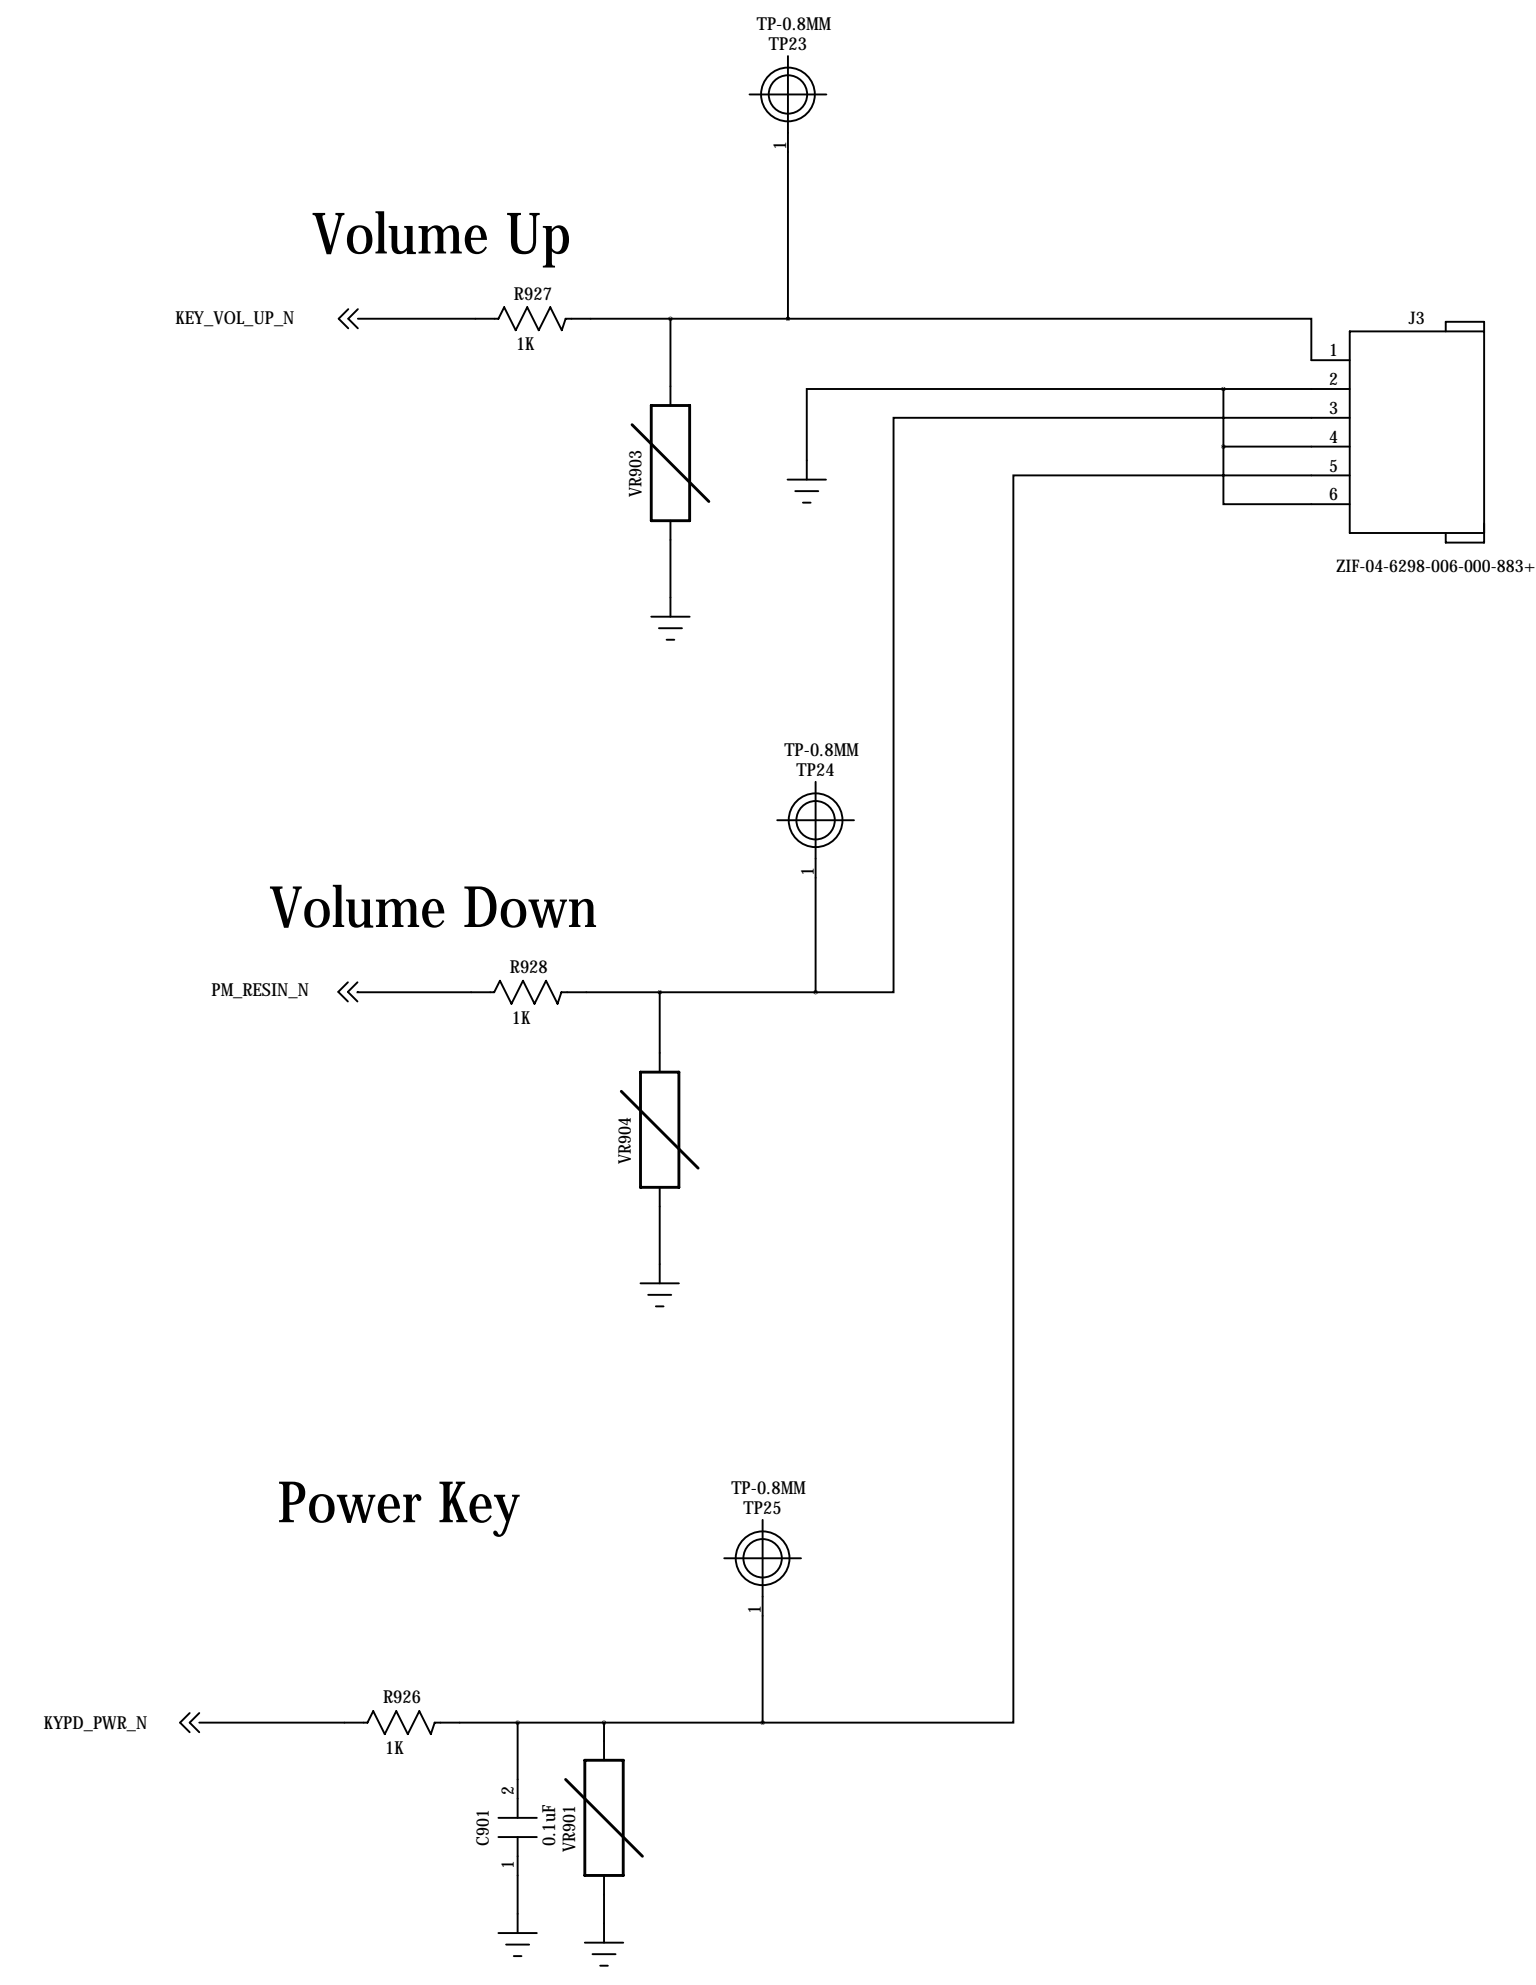 TP-0.8MM
TP23
1
Volume Up
R927
KEY_VOL_UP_N
1K
J3
1
2
3
4
5
6
VR903
ZIF-04-6298-006-000-883+
TP-0.8MM
TP24
1
Volume Down
R928
PM_RESIN_N
1K
VR904
Power Key
TP-0.8MM
TP25
1
R926
KYPD_PWR_N
1K
2
C901
0.1uF
VR901
1